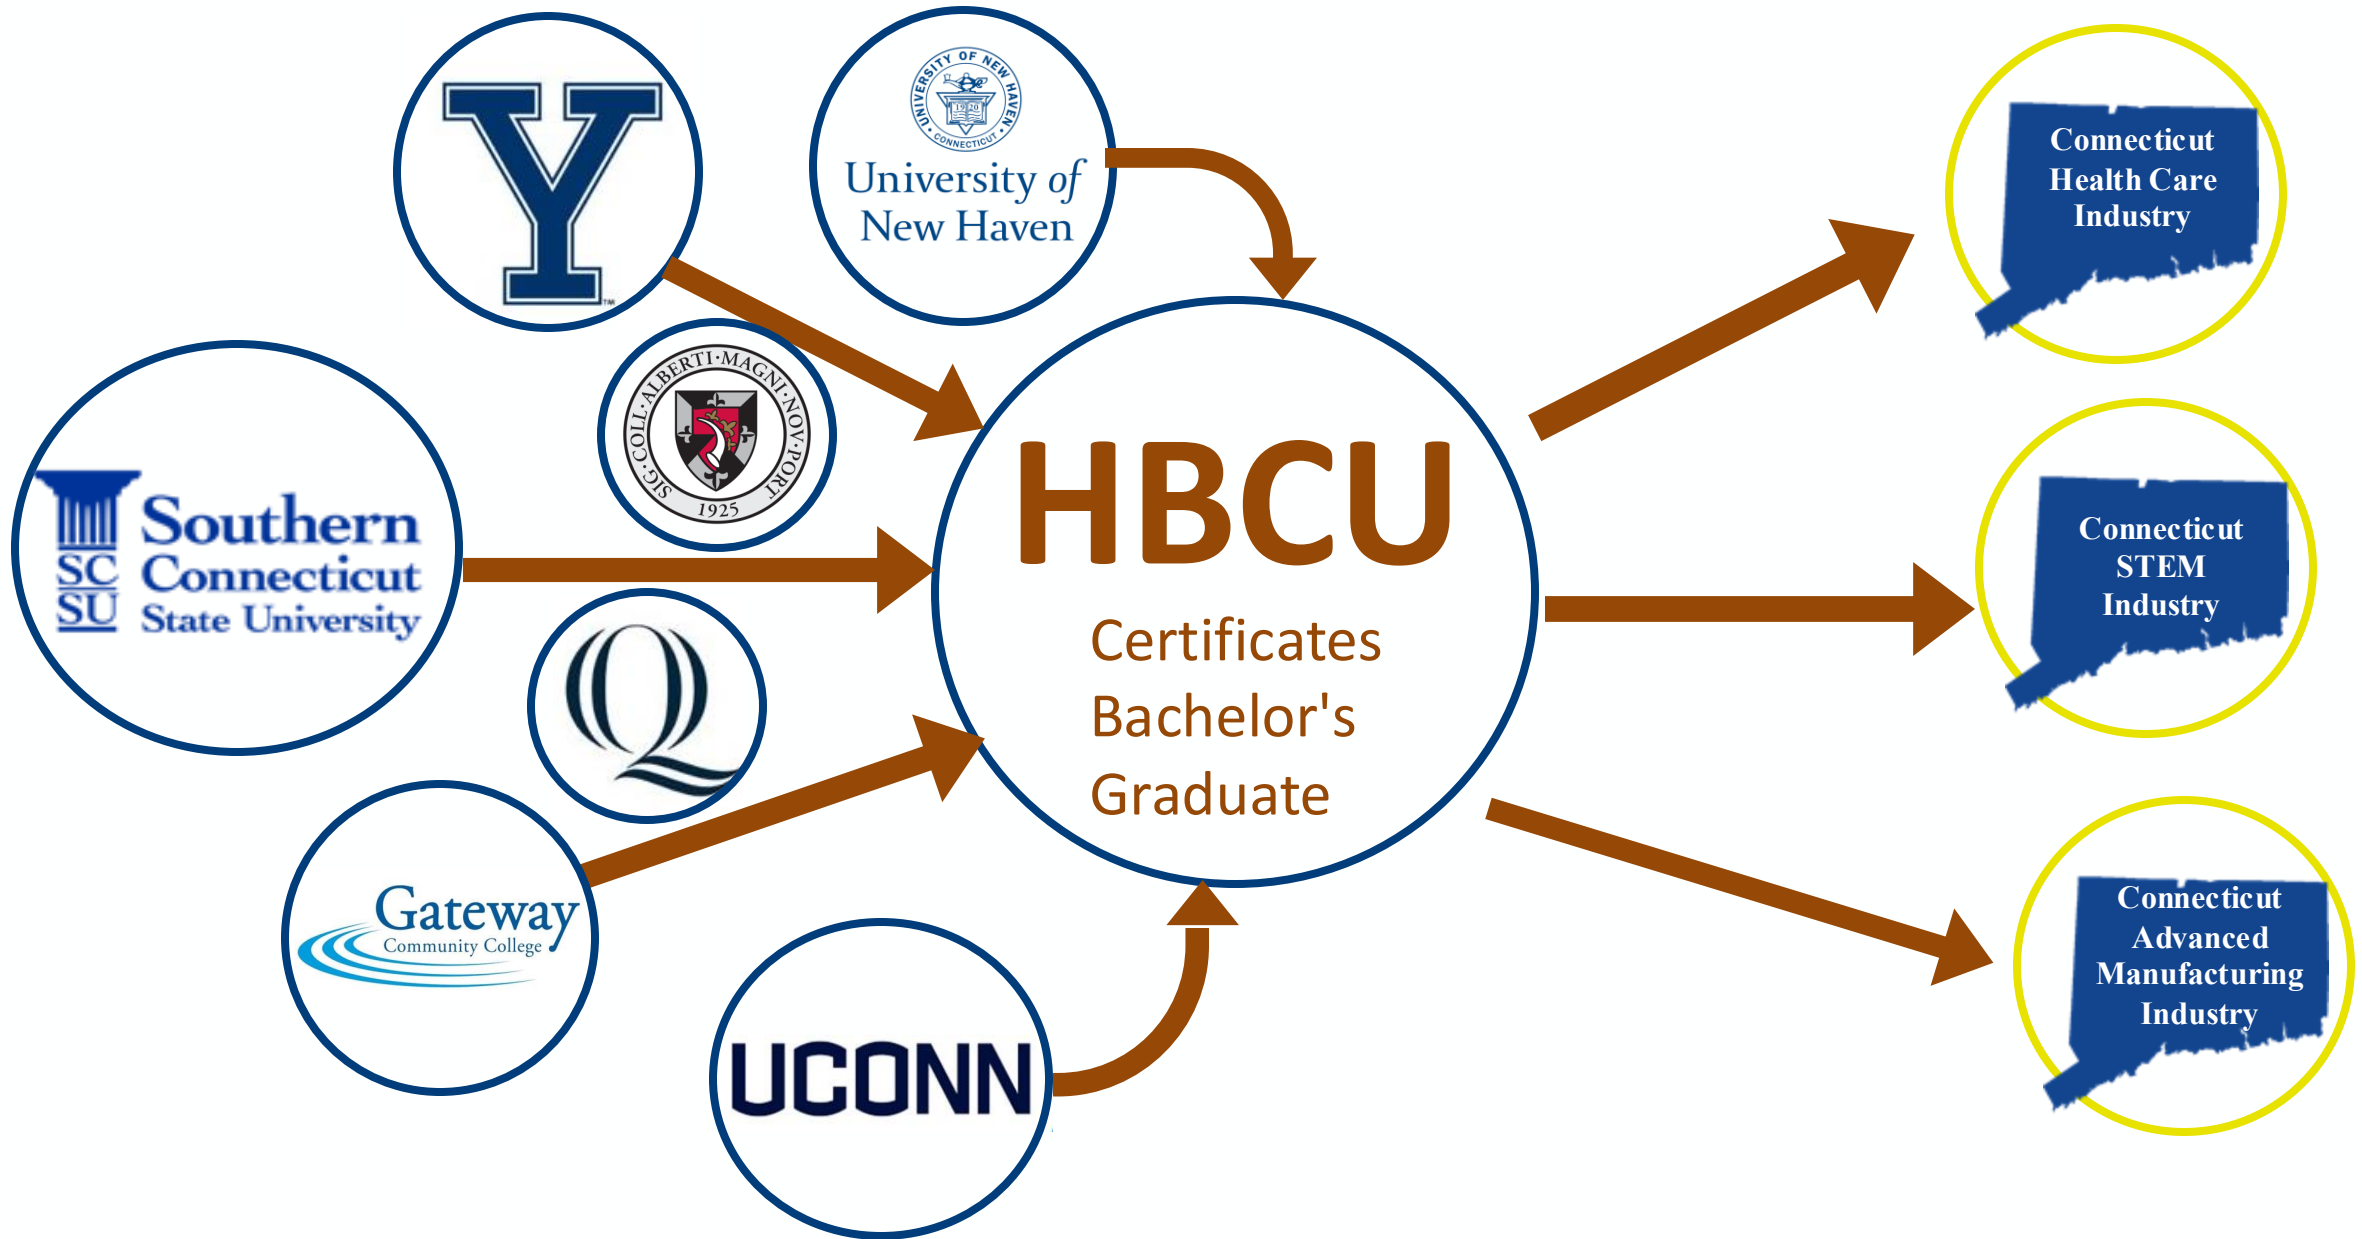 Y
TM
UNIVERSITY OF NEW HAVEN
1920
CONNECTICUT
University of
New Haven
SIG·COLL·ALBERTI·MAGNI·NOV·PORT
1925
Southern
Connecticut
State University
SC
SU
Q
Gateway
Community College
UCONN
HBCU
Certificates
Bachelor's
Graduate
Connecticut
Health Care
Industry
Connecticut
STEM
Industry
Connecticut
Advanced
Manufacturing
Industry